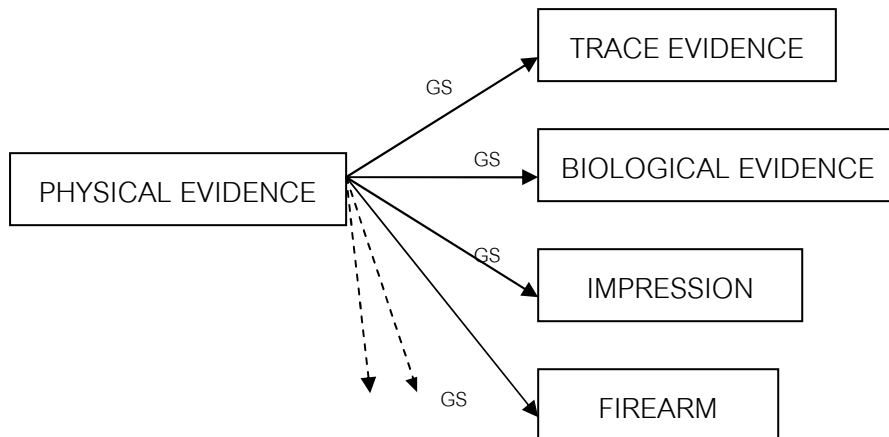 TRACE EVIDENCE
GS
GS
BIOLOGICAL EVIDENCE
PHYSICAL EVIDENCE
GS
IMPRESSION
GS
FIREARM